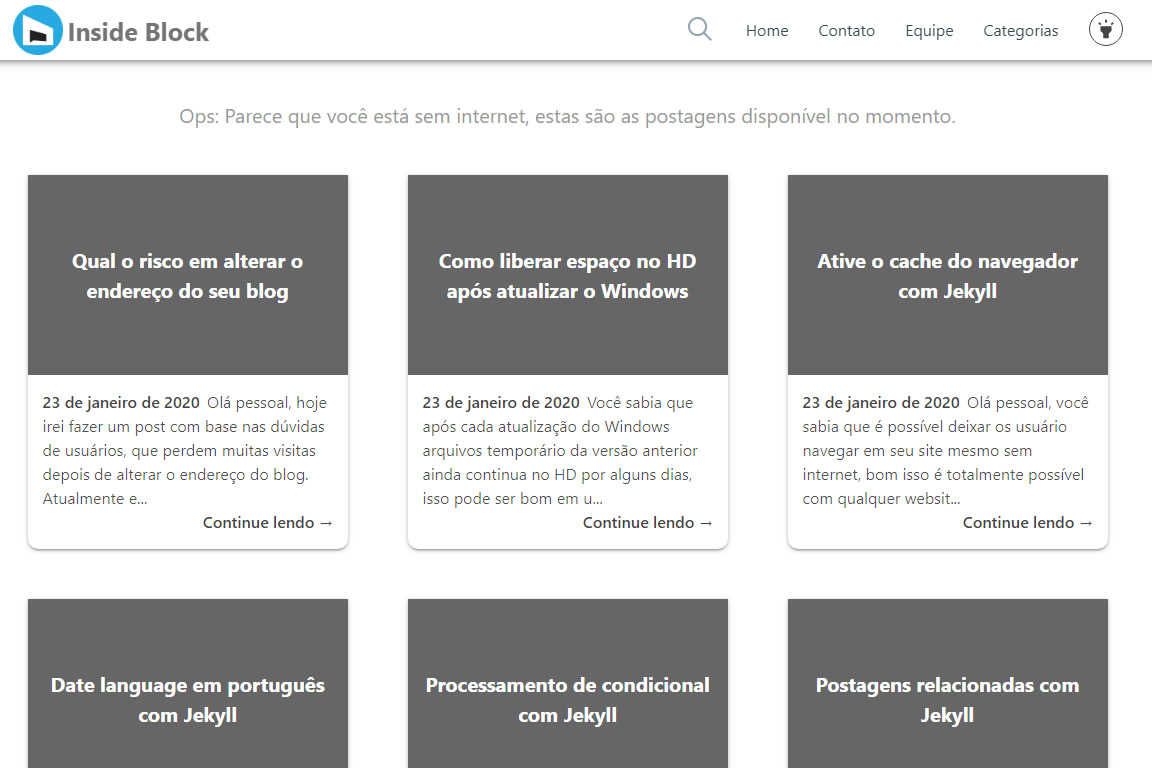 Inside Block
Home Contato Equipe Categorias
Ops: Parece que você está sem internet, estas são as postagens disponível no momento.
Qual o risco em alterar o
endereço do seu blog
23 de janeiro de 2020 Olá pessoal, hoje
irei fazer um post com base nas dúvidas
de usuários, que perdem muitas visitas
depois de alterar o endereço do blog.
Atualmente e...
Continue lendo →
Como liberar espaço no HD
após atualizar o Windows
23 de janeiro de 2020 Você sabia que
após cada atualização do Windows
arquivos temporário da versão anterior
ainda continua no HD por alguns dias,
isso pode ser bom em u...
Continue lendo →
Ative o cache do navegador
com Jekyll
23 de janeiro de 2020 Olá pessoal, você
sabia que é possível deixar os usuário
navegar em seu site mesmo sem
internet, bom isso é totalmente possível
com qualquer websit...
Continue lendo →
Date language em português
com Jekyll
Processamento de condicional
com Jekyll
Postagens relacionadas com
Jekyll